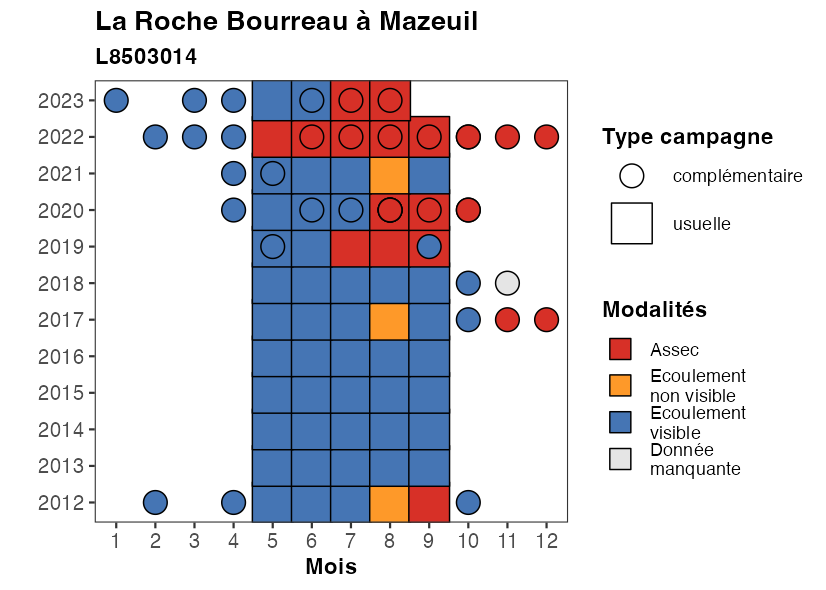 La Roche Bourreau à Mazeuil
L8503014
2023
2022
2021
2020
2019
2018
2017
2016
2015
2014
2013
2012
1 2 3 4 5 6 7 8 9 10 11 12
Mois
Type campagne
complémentaire
usuelle
Modalités
Assec
Ecoulement
non visible
Ecoulement
visible
Donnée
manquante